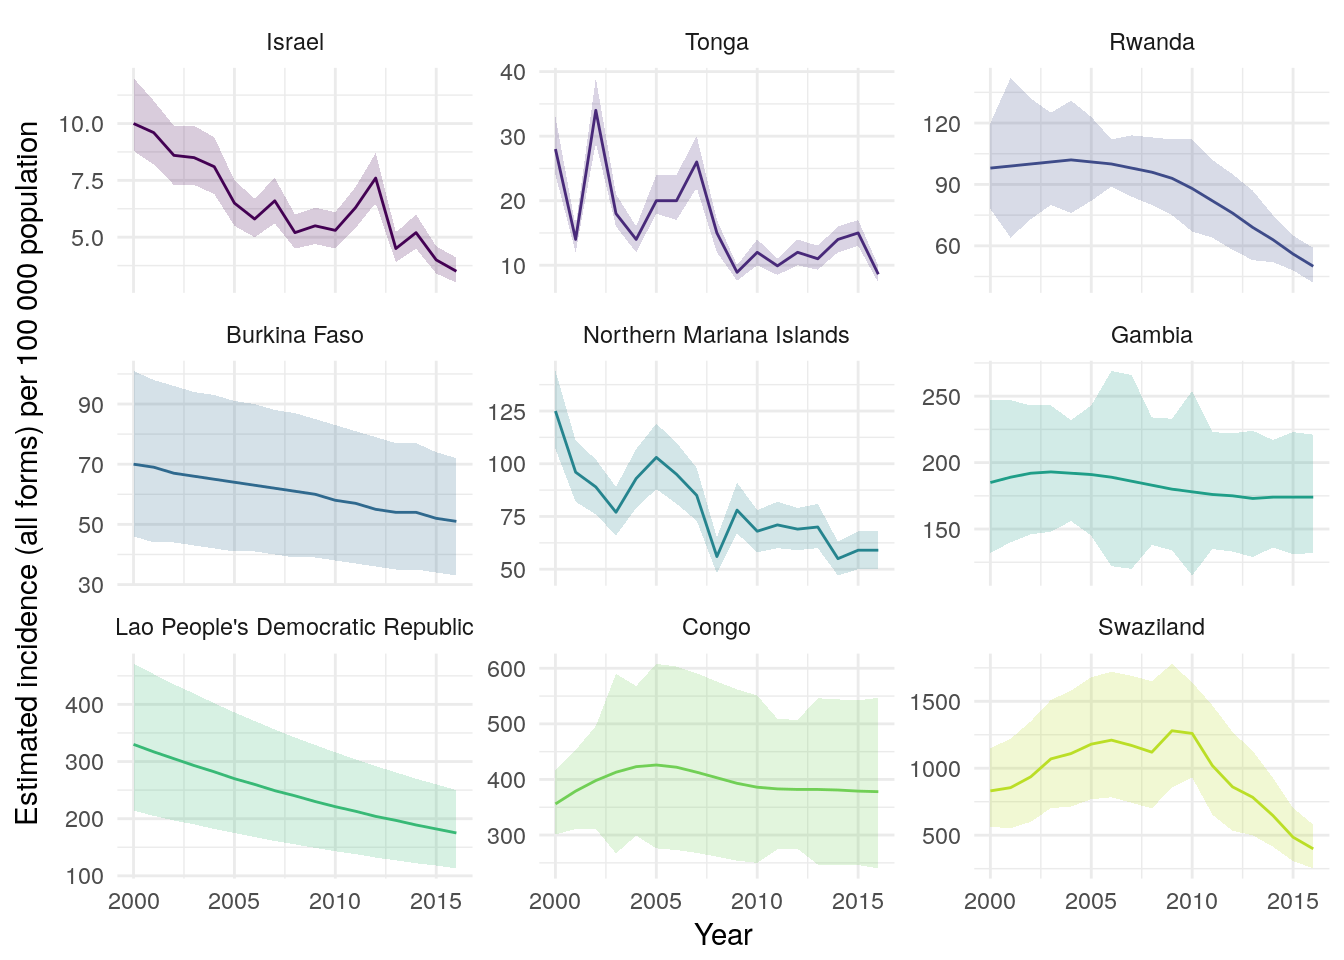 Israel
Tonga
Rwanda
10.0
7.5
5.0
40
30
20
10
120
90
60
Burkina Faso
Northern Mariana Islands
Gambia
90
70
50
30
125
100
75
50
250
200
150
Lao People's Democratic Republic
Congo
Swaziland
400
300
200
100
600
500
400
300
1500
1000
500
2000 2005 2010 2015
2000 2005 2010 2015
2000 2005 2010 2015
Year
Estimated incidence (all forms) per 100 000 population